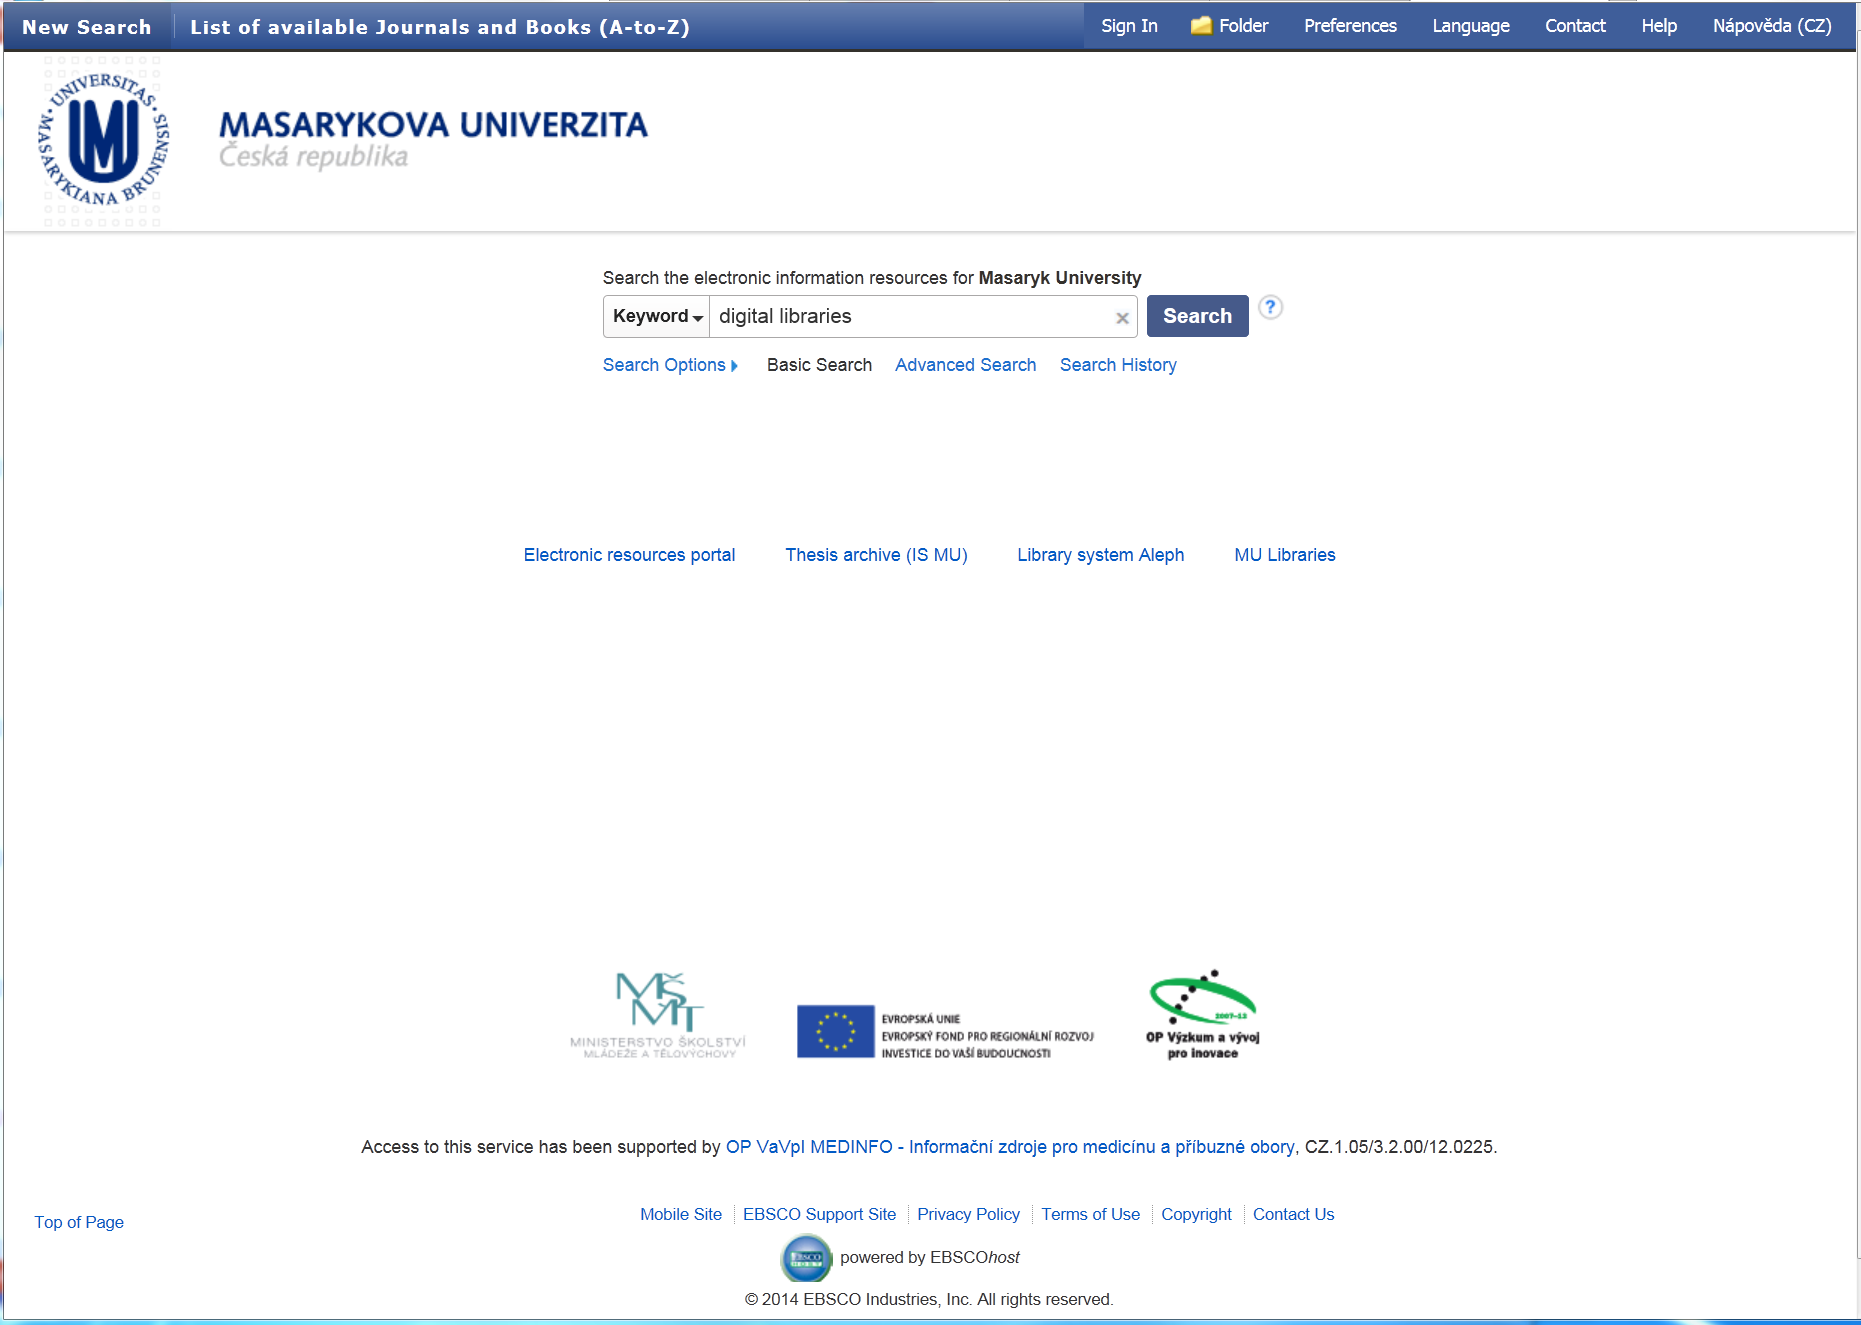 New Search List of available Journals and Books (A-to-Z) Sign In Folder Preferences Language Contact Help Nápověda (CZ)
UNIVERSITAS MASARYKIANA BRUNENSIS
MU
MASARYKOVA UNIVERZITA
Česká republika
Search the electronic information resources for Masaryk University
Keyword digital libraries × Search ?
Search Options Basic Search Advanced Search Search History
Electronic resources portal Thesis archive (IS MU) Library system Aleph MU Libraries
MŠMT
MINISTERSTVO ŠKOLSTVÍ
MLÁDEŽE A TĚLOVÝCHOVY
EVROPSKÁ UNIE
EVROPSKÝ FOND PRO REGIONÁLNÍ ROZVOJ
INVESTICE DO VAŠÍ BUDOUCNOSTI
2007-13
OP Výzkum a vývoj
pro inovace
Access to this service has been supported by OP VaVpI MEDINFO - Informační zdroje pro medicínu a příbuzné obory, CZ.1.05/3.2.00/12.0225.
Mobile Site EBSCO Support Site Privacy Policy Terms of Use Copyright Contact Us
Top of Page
EBSCO
HOST
powered by EBSCOhost
© 2014 EBSCO Industries, Inc. All rights reserved.